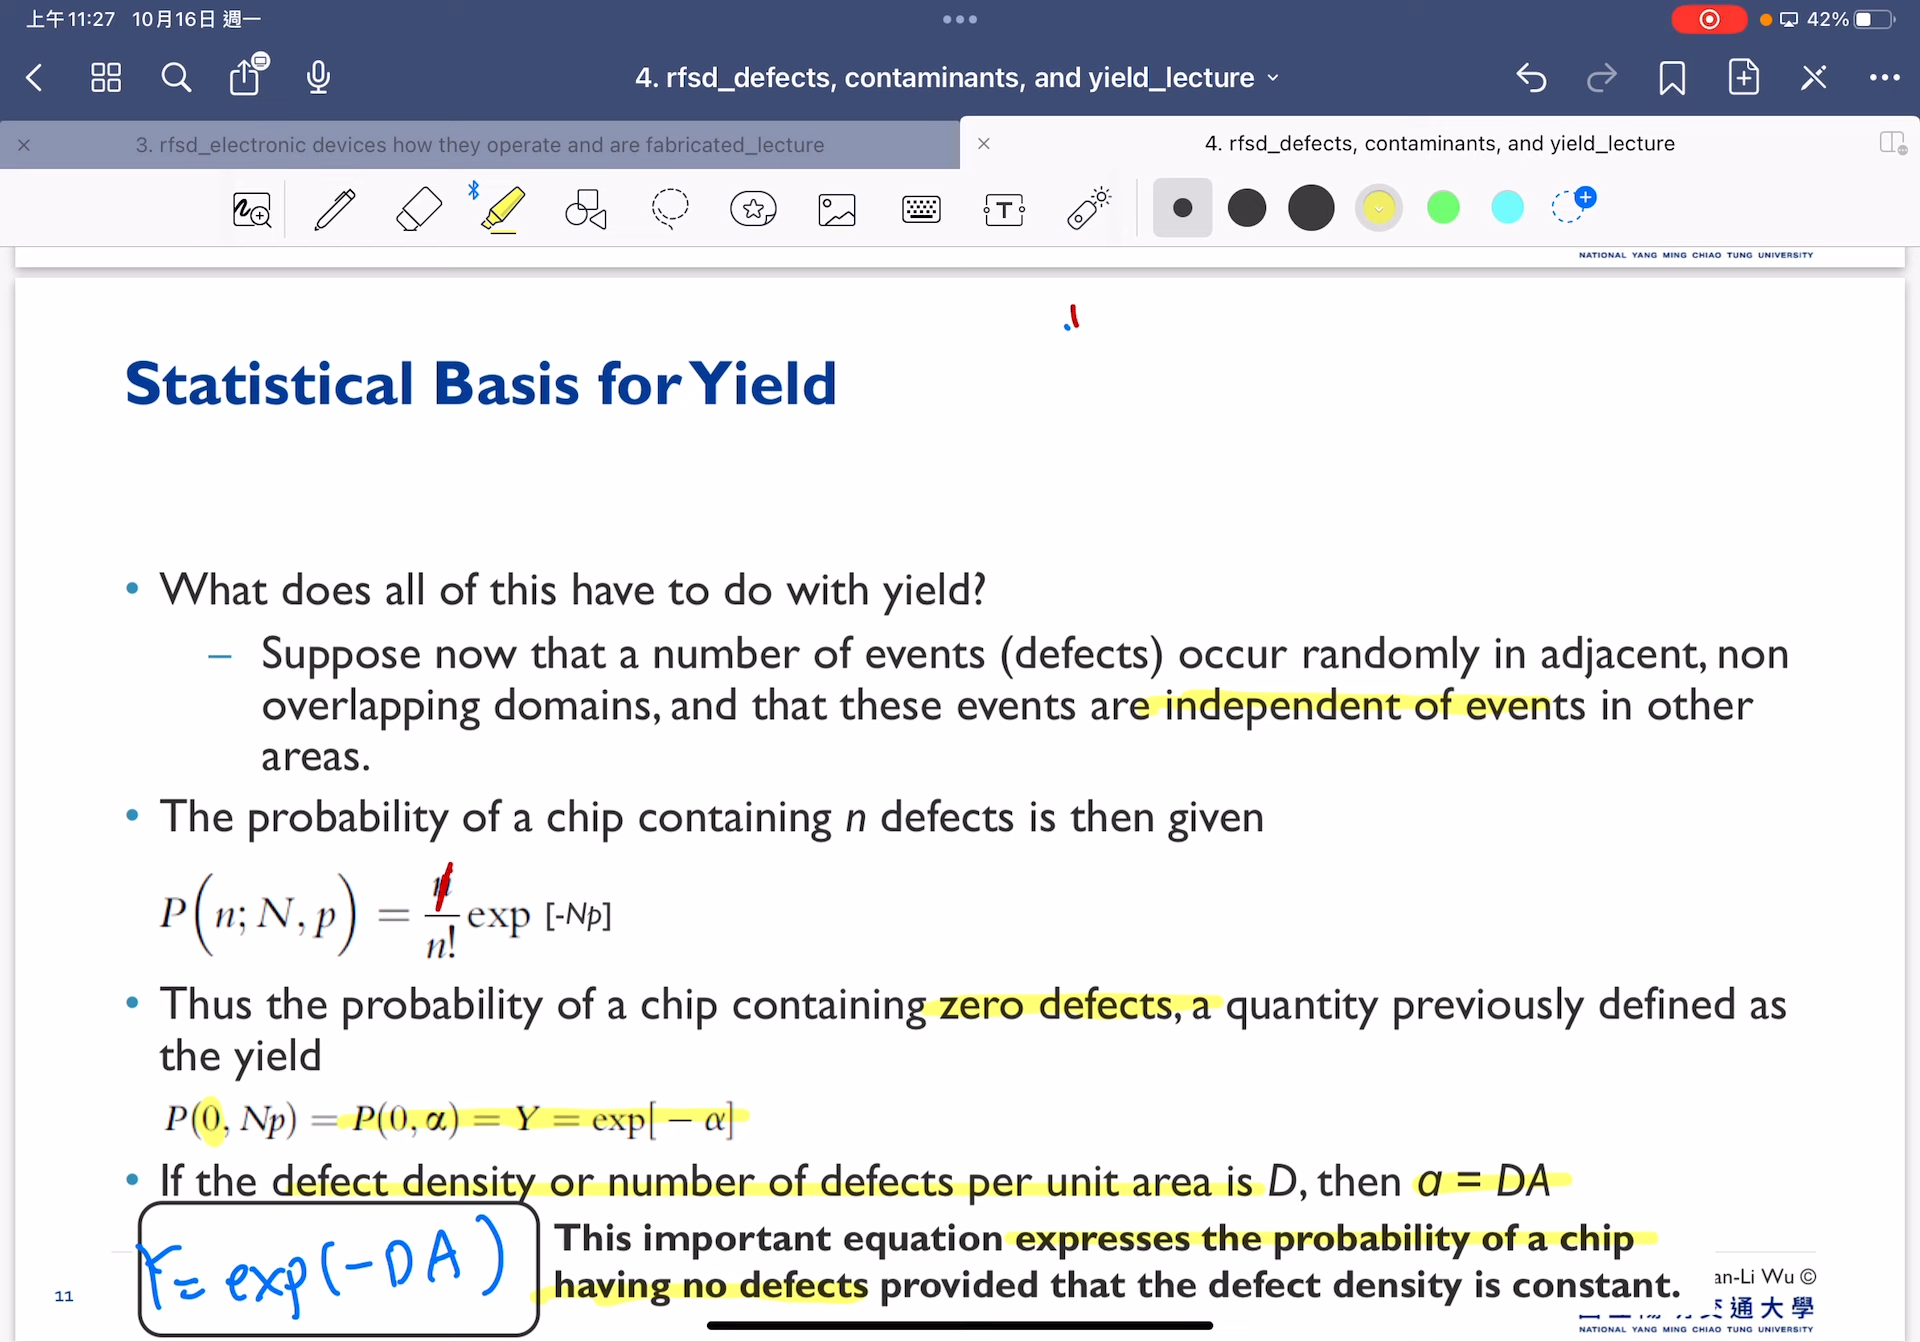 上午11:27 10月16日 週一
42%
4. rfsd_defects, contaminants, and yield_lecture
3. rfsd_electronic devices how they operate and are fabricated_lecture
4. rfsd_defects, contaminants, and yield_lecture
NATIONAL YANG MING CHIAO TUNG UNIVERSITY
Statistical Basis for Yield
• What does all of this have to do with yield?
– Suppose now that a number of events (defects) occur randomly in adjacent, non
overlapping domains, and that these events are independent of events in other
areas.
• The probability of a chip containing n defects is then given
P(n; N, p) = n/n! exp [-Np]
• Thus the probability of a chip containing zero defects, a quantity previously defined as
the yield
P(0, Np) = P(0, α) = Y = exp[ − α]
• If the defect density or number of defects per unit area is D, then α = DA
Y = exp(-DA)
This important equation expresses the probability of a chip
having no defects provided that the defect density is constant.
11
an-Li Wu ©
交通大學
NATIONAL YANG MING CHIAO TUNG UNIVERSITY